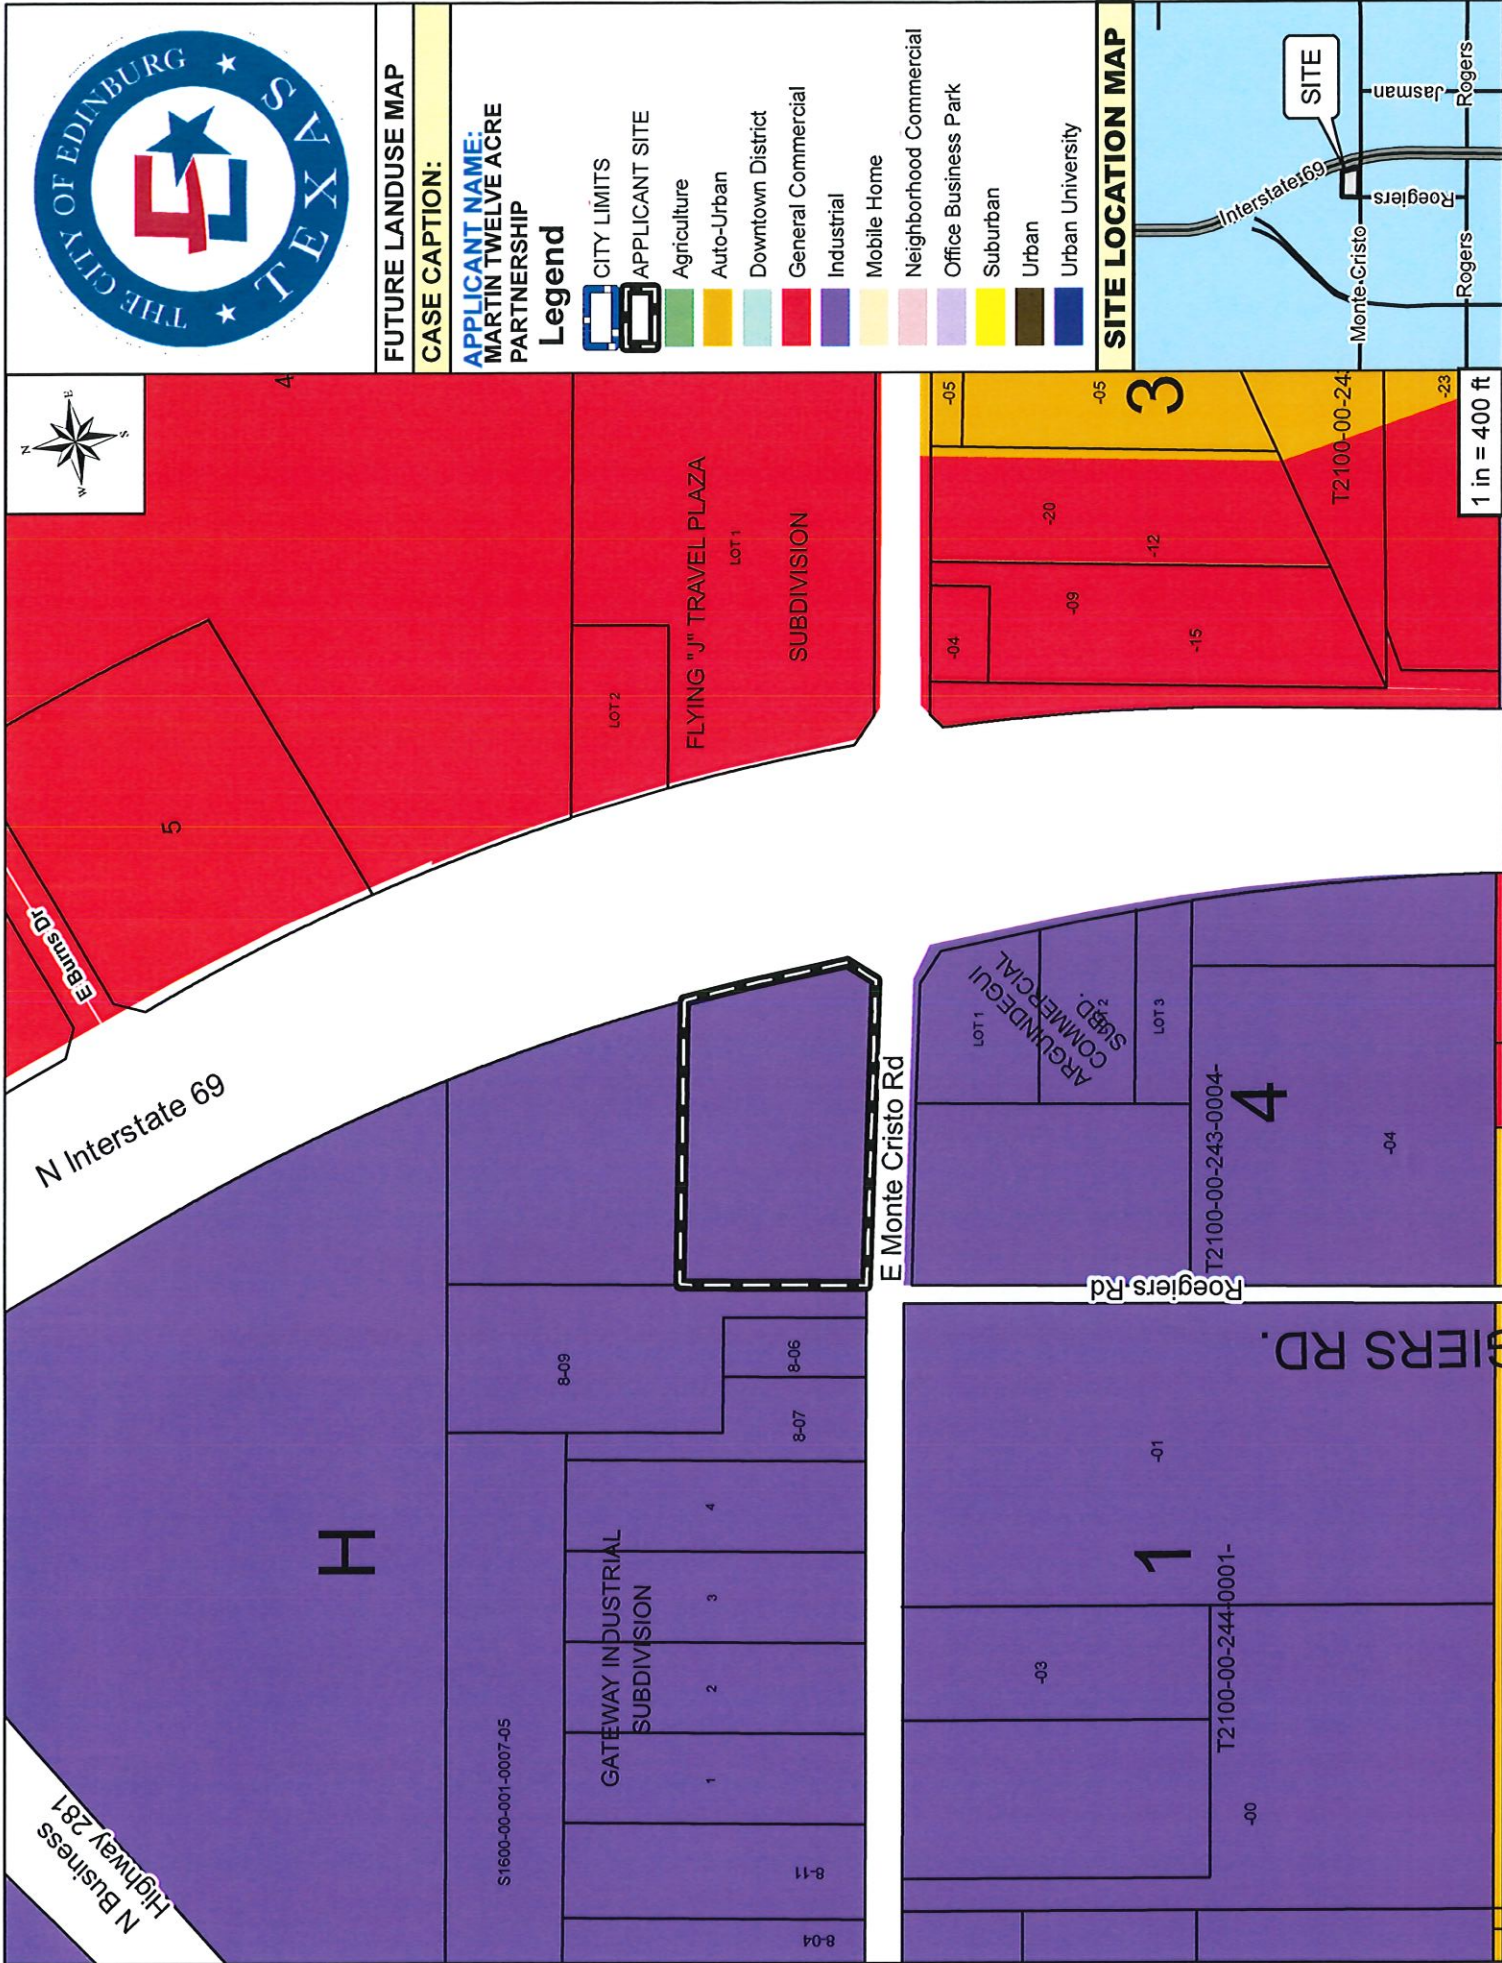 THE CITY OF EDINBURG
TEXAS
FUTURE LANDUSE MAP
CASE CAPTION:
APPLICANT NAME:
MARTIN TWELVE ACRE
PARTNERSHIP
Legend
CITY LIMITS
APPLICANT SITE
Agriculture
Auto-Urban
Downtown District
General Commercial
Industrial
Mobile Home
Neighborhood Commercial
Office Business Park
Suburban
Urban
Urban University
SITE LOCATION MAP
SITE
Interstate 69
Monte Cristo
Roegiers
Jasman
Rogers
Rogers
N
E
S
W
N Business
Highway 281
N Interstate 69
E Burns Dr
5
4
H
S1600-00-001-0007-05
GATEWAY INDUSTRIAL
SUBDIVISION
1
2
3
4
8-04
8-11
8-07
8-06
8-09
LOT 2
FLYING "J" TRAVEL PLAZA
LOT 1
SUBDIVISION
E Monte Cristo Rd
-03
-01
1
T2100-00-244-0001-
-00
Roegiers Rd
GIERS RD.
LOT 1
ARGUINDEGUI
COMMERCIAL
SUBD.
LOT 3
T2100-00-243-0004-
4
-04
-04
-09
-15
-20
-12
-05
-05
3
T2100-00-243
-23
1 in = 400 ft